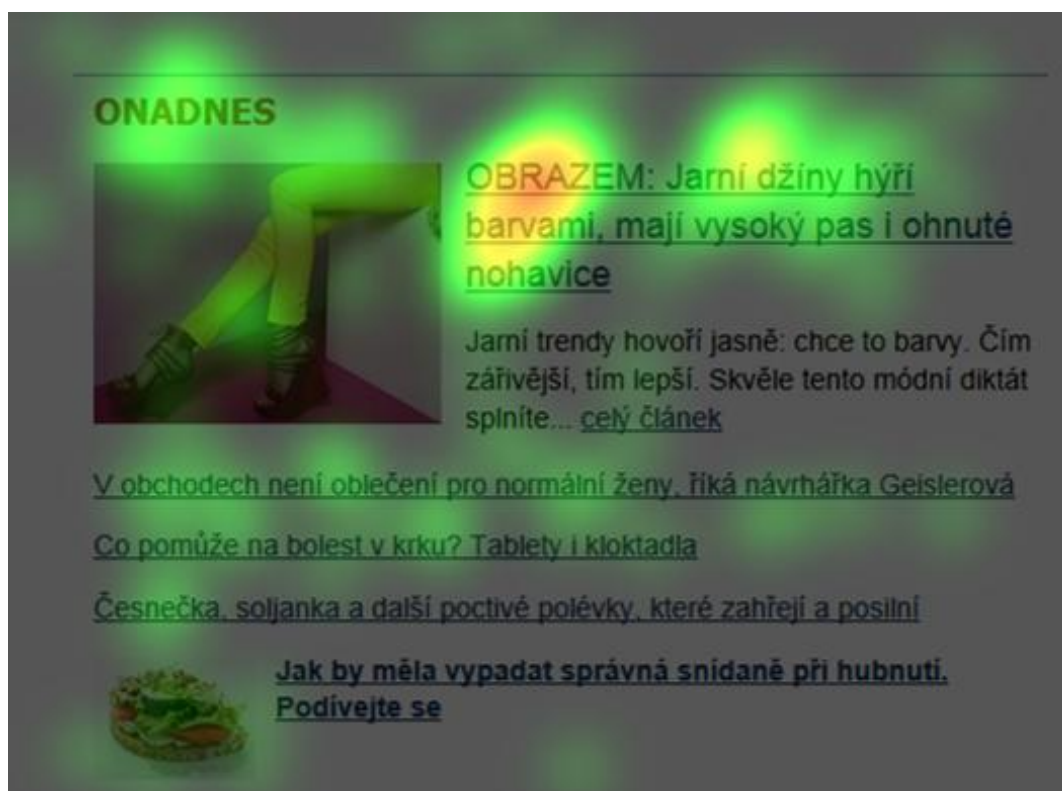 ONADNES
OBRAZEM: Jarní džíny hýří
barvami, mají vysoký pas i ohnuté
nohavice
Jarní trendy hovoří jasně: chce to barvy. Čím
zářivější, tím lepší. Skvěle tento módní diktát
splníte... celý článek
V obchodech není oblečení pro normální ženy, říká návrhářka Geislerová
Co pomůže na bolest v krku? Tablety i kloktadla
Česnečka, soljanka a další poctivé polévky, které zahřejí a posilní
Jak by měla vypadat správná snídaně při hubnutí.
Podívejte se